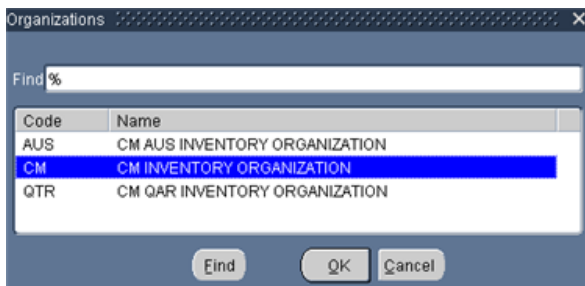 Organizations
Find %
Code Name
AUS CM AUS INVENTORY ORGANIZATION
CM CM INVENTORY ORGANIZATION
QTR CM QAR INVENTORY ORGANIZATION
Find OK Cancel